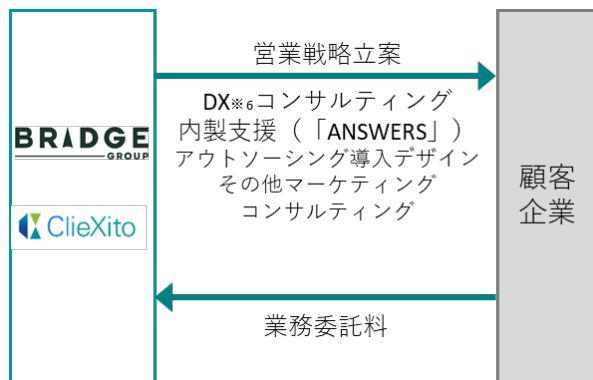 営業戦略立案
DX※6コンサルティング
内製支援（「ANSWERS」）
アウトソーシング導入デザイン
その他マーケティング
コンサルティング
BRIDGE
GROUP
ClieXito
顧客
企業
業務委託料